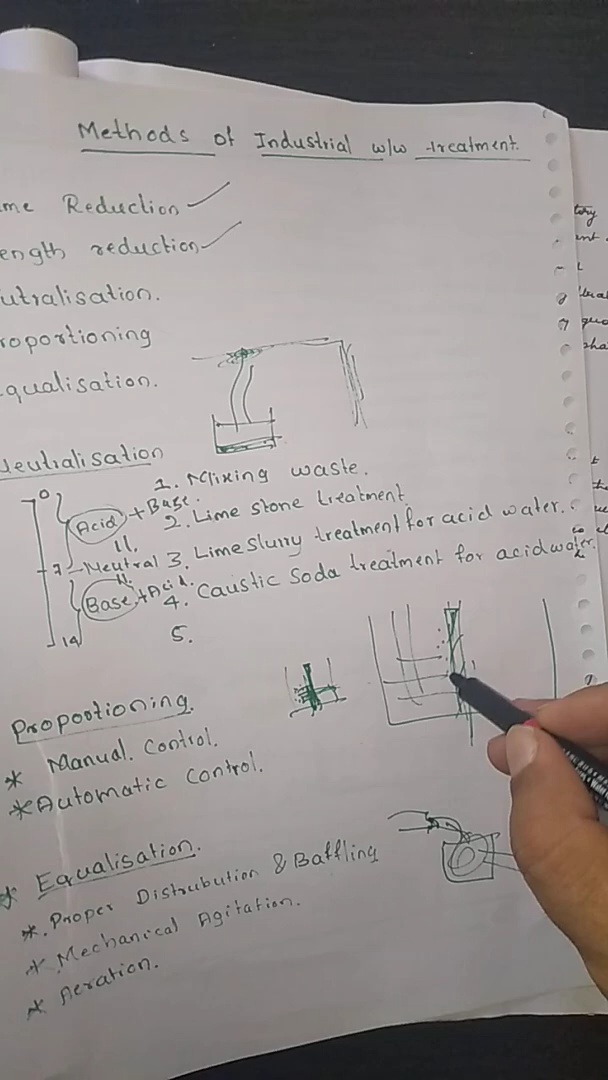 Methods of Industrial w/w treatment.
me Reduction
ength reduction
utralisation.
roportioning
qualisation.
Neutralisation
1. Mixing waste.
0
Acid + Base.
2. Lime stone treatment.
7 - Neutral
3. Lime Slurry treatment for acid water.
Base + Acid.
4. Caustic Soda treatment for acid water.
14
5.
Propootioning.
* Manual. Control.
* Automatic Control.
* Equalisation.
*. Proper Distrubution & Baffling
* Mechanical Agitation.
* Aeration.